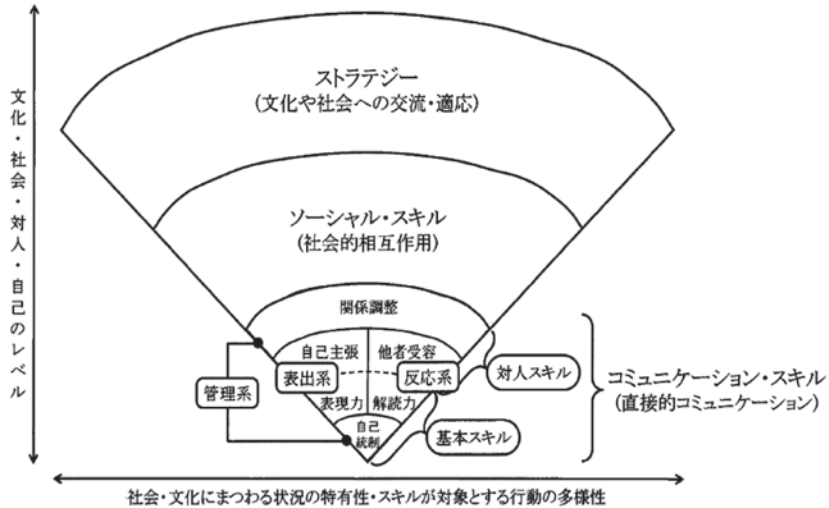 文化・社会・対人・自己のレベル
ストラテジー
(文化や社会への交流・適応)
ソーシャル・スキル
(社会的相互作用)
関係調整
自己主張
他者受容
表出系
反応系
管理系
対人スキル
コミュニケーション・スキル
(直接的コミュニケーション)
表現力
解読力
自己
統制
基本スキル
社会・文化にまつわる状況の特有性・スキルが対象とする行動の多様性